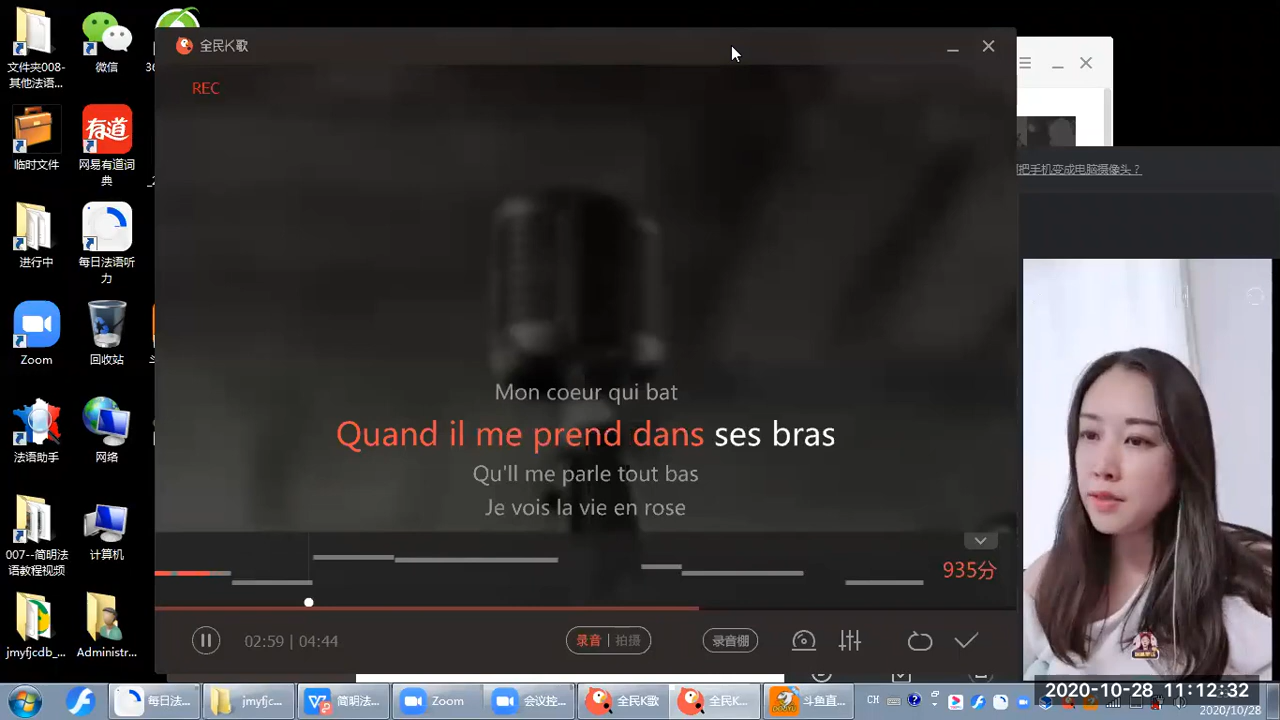 文件夹008-
其他法语...
微信
临时文件
有道
网易有道词
典
进行中
每日法语听
力
Zoom
回收站
法语助手
网络
007--简明法
语教程视频
计算机
jmyfjcdb_...
Administr...
全民K歌
REC
把手机变成电脑摄像头？
Mon coeur qui bat
Quand il me prend dans ses bras
Qu'll me parle tout bas
Je vois la vie en rose
935分
02:59 | 04:44
录音 | 拍摄
录音棚
每日法...
jmyfjc...
简明法...
Zoom
会议控...
全民K歌
全民K...
斗鱼直...
CH
2020-10-28 11:12:32
2020/10/28